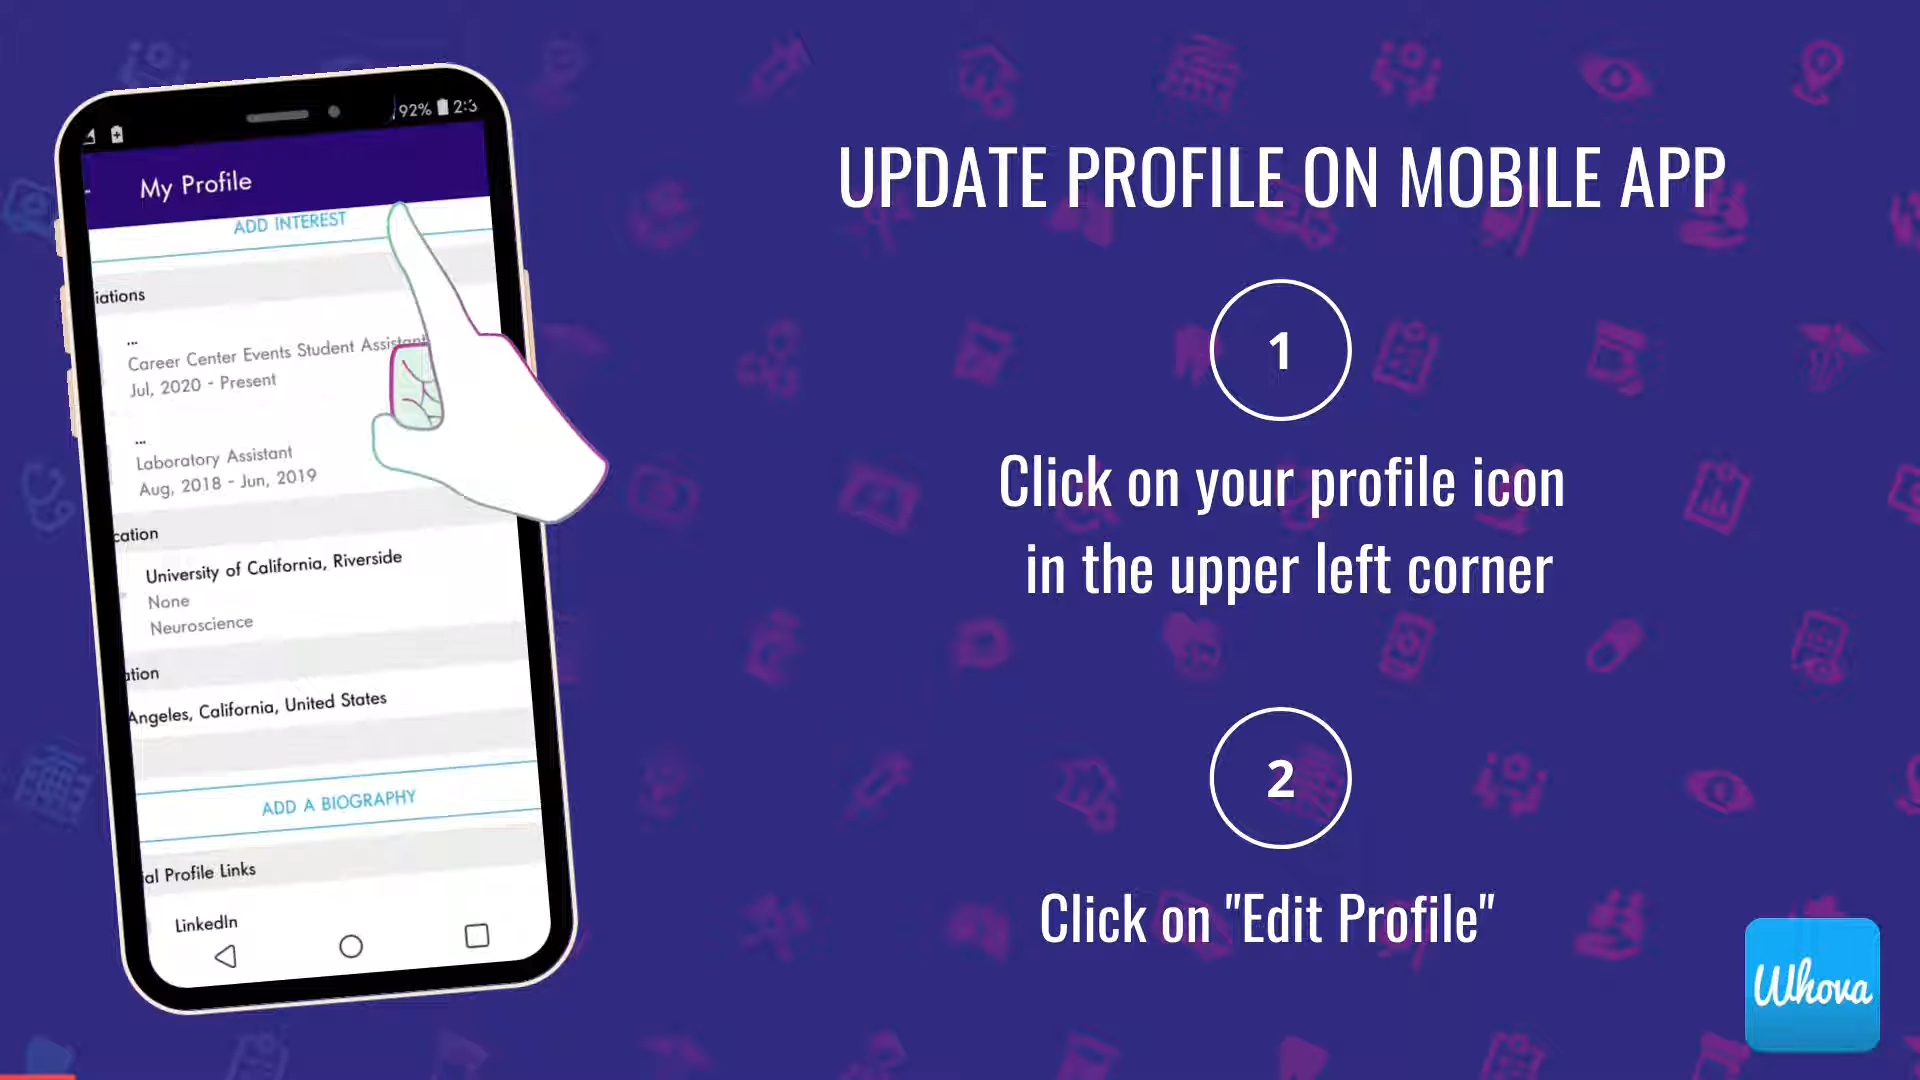 92% 2:3
My Profile
ADD INTEREST
iations
...
Career Center Events Student Assistant
Jul, 2020 - Present
...
Laboratory Assistant
Aug, 2018 - Jun, 2019
cation
University of California, Riverside
None
Neuroscience
ation
Angeles, California, United States
ADD A BIOGRAPHY
ial Profile Links
LinkedIn
UPDATE PROFILE ON MOBILE APP
1
Click on your profile icon
in the upper left corner
2
Click on "Edit Profile"
Whova